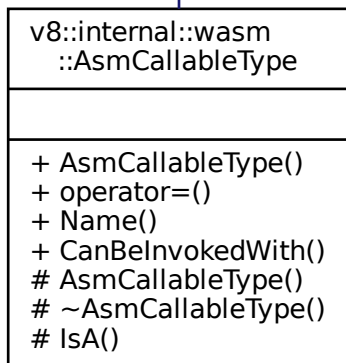 v8::internal::wasm
::AsmCallableType
+ AsmCallableType()
+ operator=()
+ Name()
+ CanBeInvokedWith()
# AsmCallableType()
# ~AsmCallableType()
# IsA()